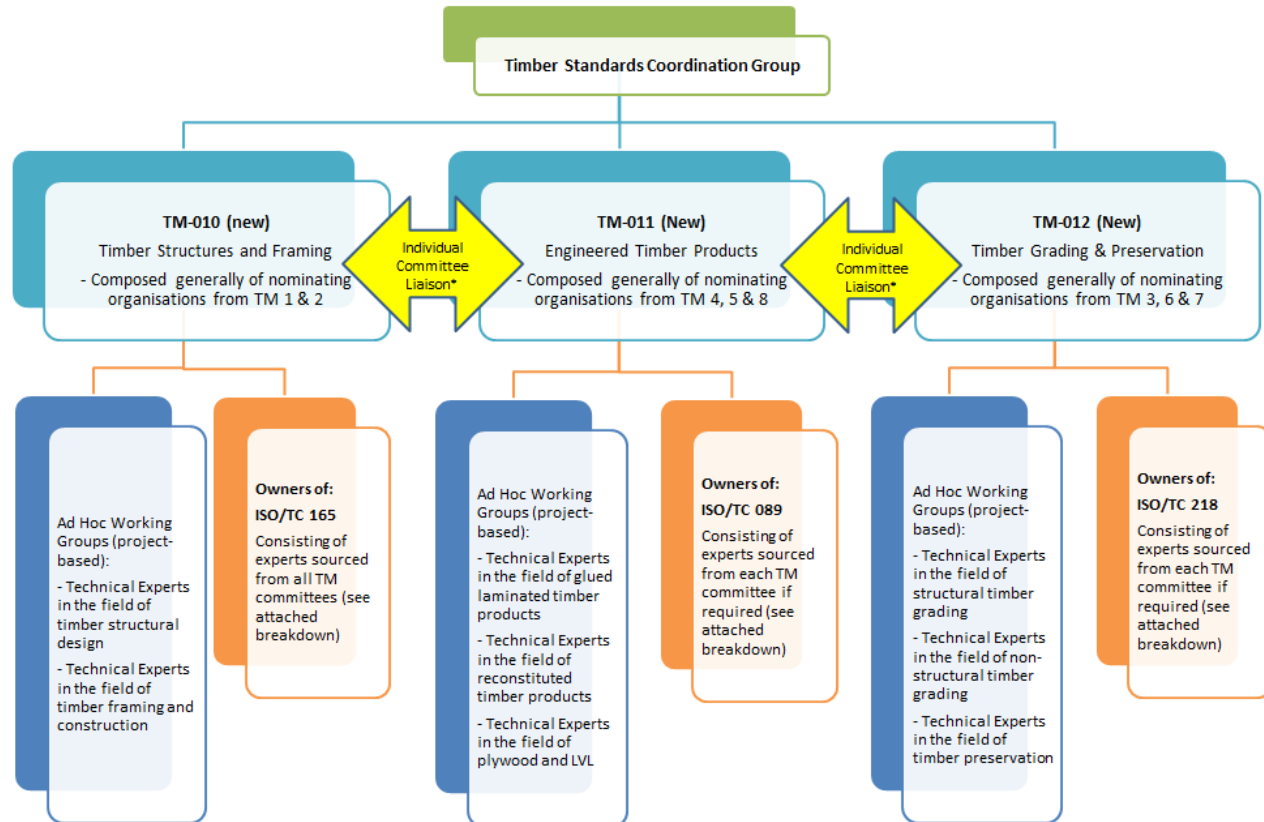 Timber Standards Coordination Group
TM-010 (new)
Timber Structures and Framing
- Composed generally of nominating
organisations from TM 1 & 2
Individual
Committee
Liaison*
TM-011 (New)
Engineered Timber Products
- Composed generally of nominating
organisations from TM 4, 5 & 8
Individual
Committee
Liaison*
TM-012 (New)
Timber Grading & Preservation
- Composed generally of nominating
organisations from TM 3, 6 & 7
Ad Hoc Working
Groups (project-
based):
- Technical Experts
in the field of
timber structural
design
- Technical Experts
in the field of
timber framing and
construction
Owners of:
ISO/TC 165
Consisting of
experts sourced
from all TM
committees (see
attached
breakdown)
Ad Hoc Working
Groups (project-
based):
- Technical Experts
in the field of glued
laminated timber
products
- Technical Experts
in the field of
reconstituted
timber products
- Technical Experts
in the field of
plywood and LVL
Owners of:
ISO/TC 089
Consisting of
experts sourced
from each TM
committee if
required (see
attached
breakdown)
Ad Hoc Working
Groups (project-
based):
- Technical Experts
in the field of
structural timber
grading
- Technical Experts
in the field of non-
structural timber
grading
- Technical Experts
in the field of
timber preservation
Owners of:
ISO/TC 218
Consisting of
experts sourced
from each TM
committee if
required (see
attached
breakdown)